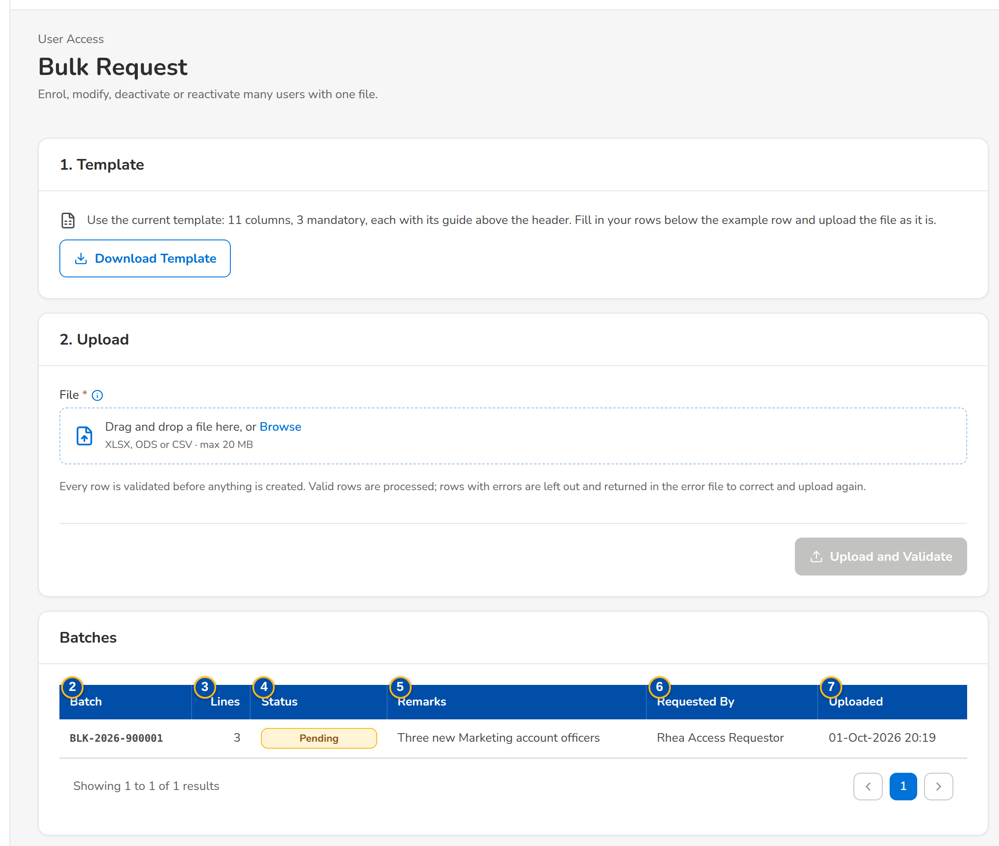 User Access
Bulk Request
Enrol, modify, deactivate or reactivate many users with one file.
1. Template
Use the current template: 11 columns, 3 mandatory, each with its guide above the header. Fill in your rows below the example row and upload the file as it is.
Download Template
2. Upload
File *
Drag and drop a file here, or Browse
XLSX, ODS or CSV · max 20 MB
Every row is validated before anything is created. Valid rows are processed; rows with errors are left out and returned in the error file to correct and upload again.
Upload and Validate
Batches
2 3 4 5 6 7
Batch Lines Status Remarks Requested By Uploaded
BLK-2026-900001 3 Pending Three new Marketing account officers Rhea Access Requestor 01-Oct-2026 20:19
Showing 1 to 1 of 1 results 1